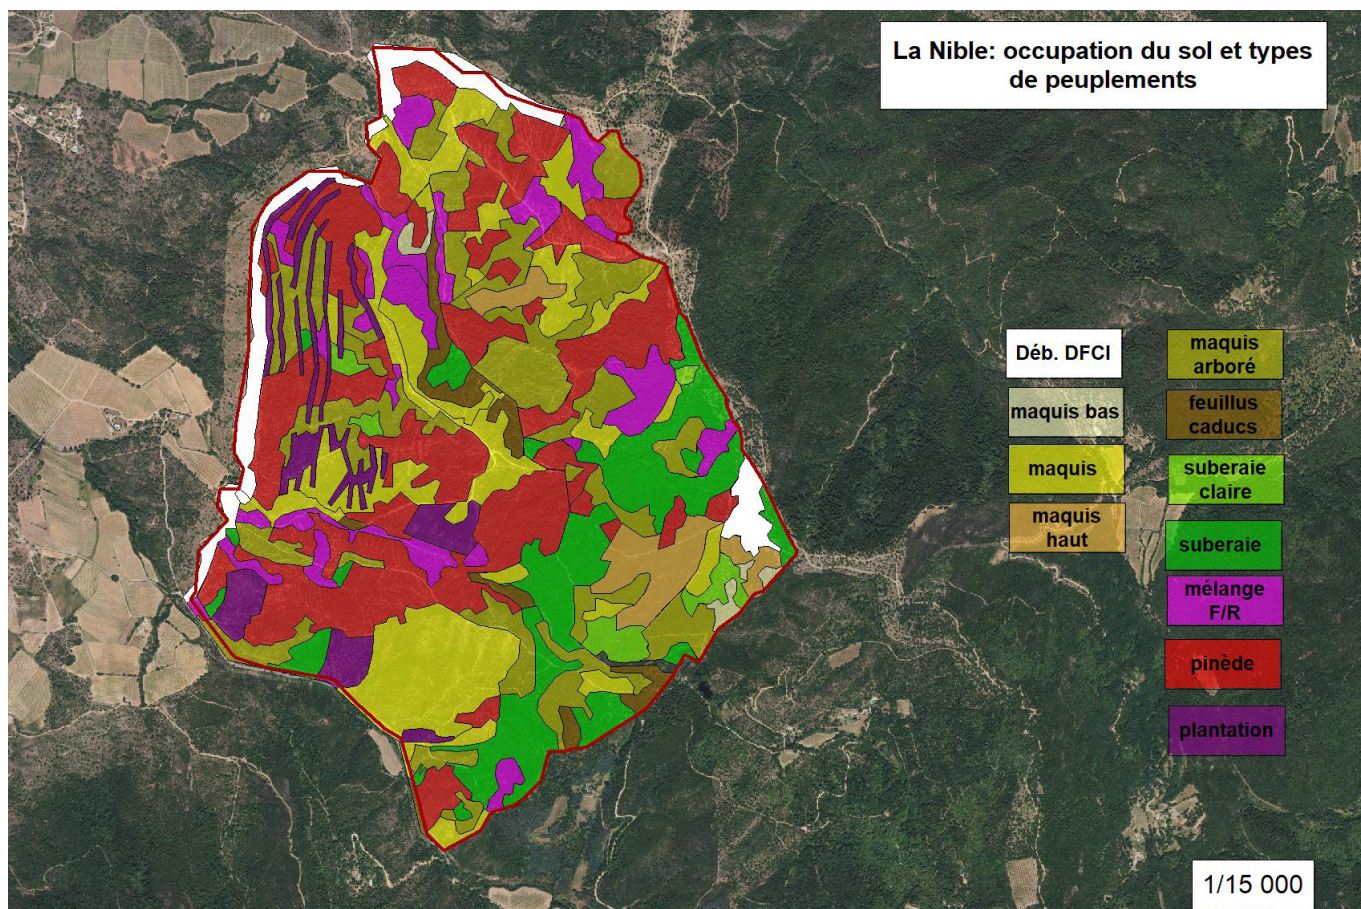 La Nible: occupation du sol et types
de peuplements
Déb. DFCI
maquis bas
maquis
maquis
haut
maquis
arboré
feuillus
caducs
suberaie
claire
suberaie
mélange
F/R
pinède
plantation
1/15 000